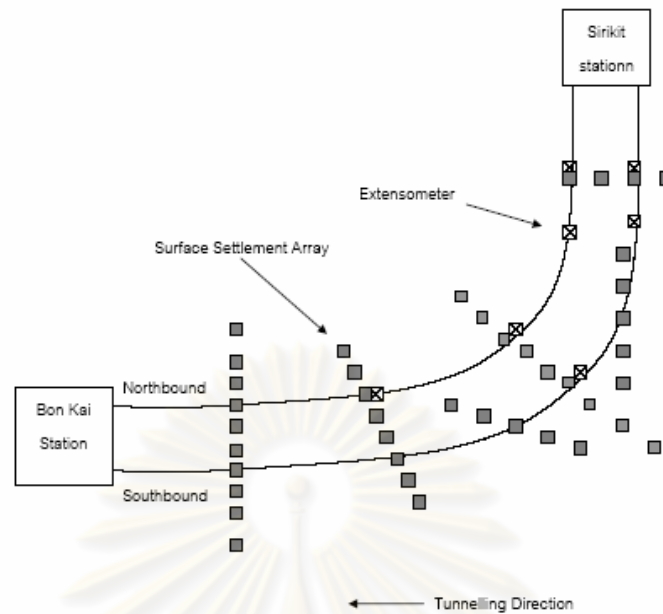 Sirikit
stationn
Extensometer
Surface Settlement Array
Northbound
Bon Kai
Station
Southbound
Tunnelling Direction